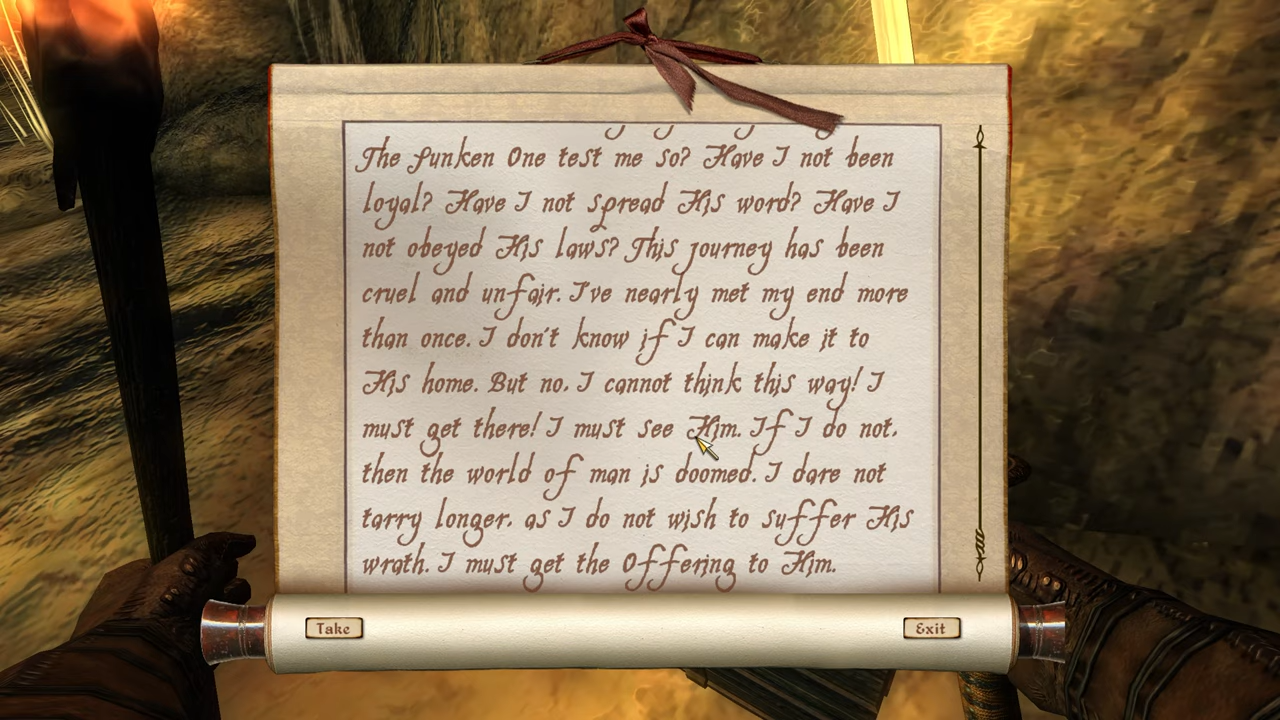 The Sunken One test me so? Have I not been
loyal? Have I not spread His word? Have I
not obeyed His laws? This journey has been
cruel and unfair. I've nearly met my end more
than once. I don't know if I can make it to
His home. But no, I cannot think this way! I
must get there! I must see Him. If I do not,
then the world of man is doomed. I dare not
tarry longer, as I do not wish to suffer His
wrath. I must get the Offering to Him.
Take
Exit